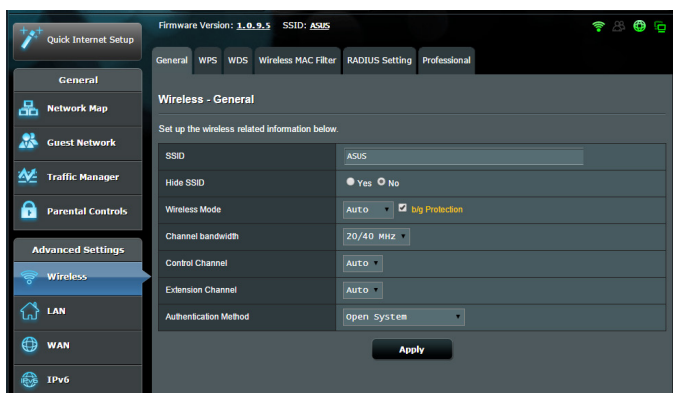 Quick Internet Setup
Firmware Version: 1.0.9.5 SSID: ASUS
General WPS WDS Wireless MAC Filter RADIUS Setting Professional
General
Network Map
Guest Network
Traffic Manager
Parental Controls
Advanced Settings
Wireless
LAN
WAN
IPv6
IPv6
Wireless - General
Set up the wireless related information below.
SSID ASUS
Hide SSID Yes No
Wireless Mode Auto b/g Protection
Channel bandwidth 20/40 MHz
Control Channel Auto
Extension Channel Auto
Authentication Method Open System
Apply